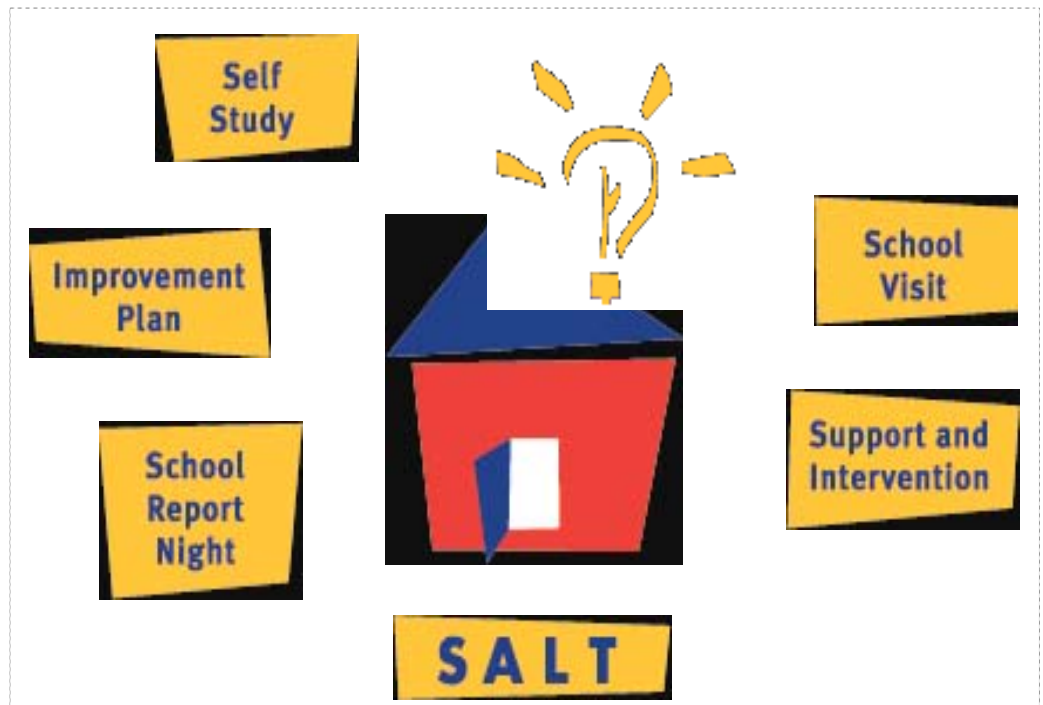 Self
Study
School
Visit
Improvement
Plan
Support and
Intervention
School
Report
Night
SALT